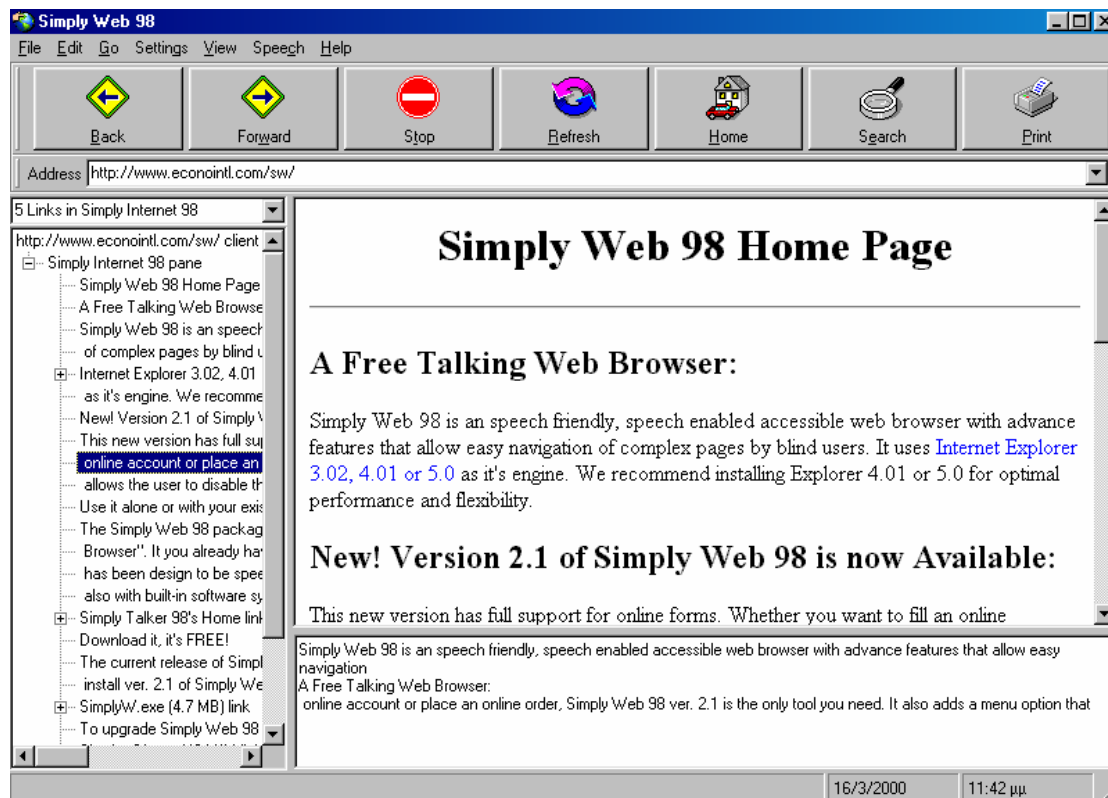 Simply Web 98
File Edit Go Settings View Speech Help
Back Forward Stop Refresh Home Search Print
Address http://www.econointl.com/sw/
5 Links in Simply Internet 98
http://www.econointl.com/sw/ client
Simply Internet 98 pane
Simply Web 98 Home Page
A Free Talking Web Browse
Simply Web 98 is an speech
of complex pages by blind u
Internet Explorer 3.02, 4.01
as it's engine. We recomme
New! Version 2.1 of Simply
This new version has full sup
online account or place an
allows the user to disable th
Use it alone or with your exis
The Simply Web 98 packag
Browser". It you already ha
has been design to be spee
also with built-in software sy
Simply Talker 98's Home link
Download it, it's FREE!
The current release of Simpl
install ver. 2.1 of Simply We
SimplyW.exe (4.7 MB) link
To upgrade Simply Web 98
Simply Web 98 Home Page
A Free Talking Web Browser:
Simply Web 98 is an speech friendly, speech enabled accessible web browser with advance
features that allow easy navigation of complex pages by blind users. It uses Internet Explorer
3.02, 4.01 or 5.0 as it's engine. We recommend installing Explorer 4.01 or 5.0 for optimal
performance and flexibility.
New! Version 2.1 of Simply Web 98 is now Available:
This new version has full support for online forms. Whether you want to fill an online
Simply Web 98 is an speech friendly, speech enabled accessible web browser with advance features that allow easy
navigation
A Free Talking Web Browser:
online account or place an online order, Simply Web 98 ver. 2.1 is the only tool you need. It also adds a menu option that
16/3/2000 11:42 μμ